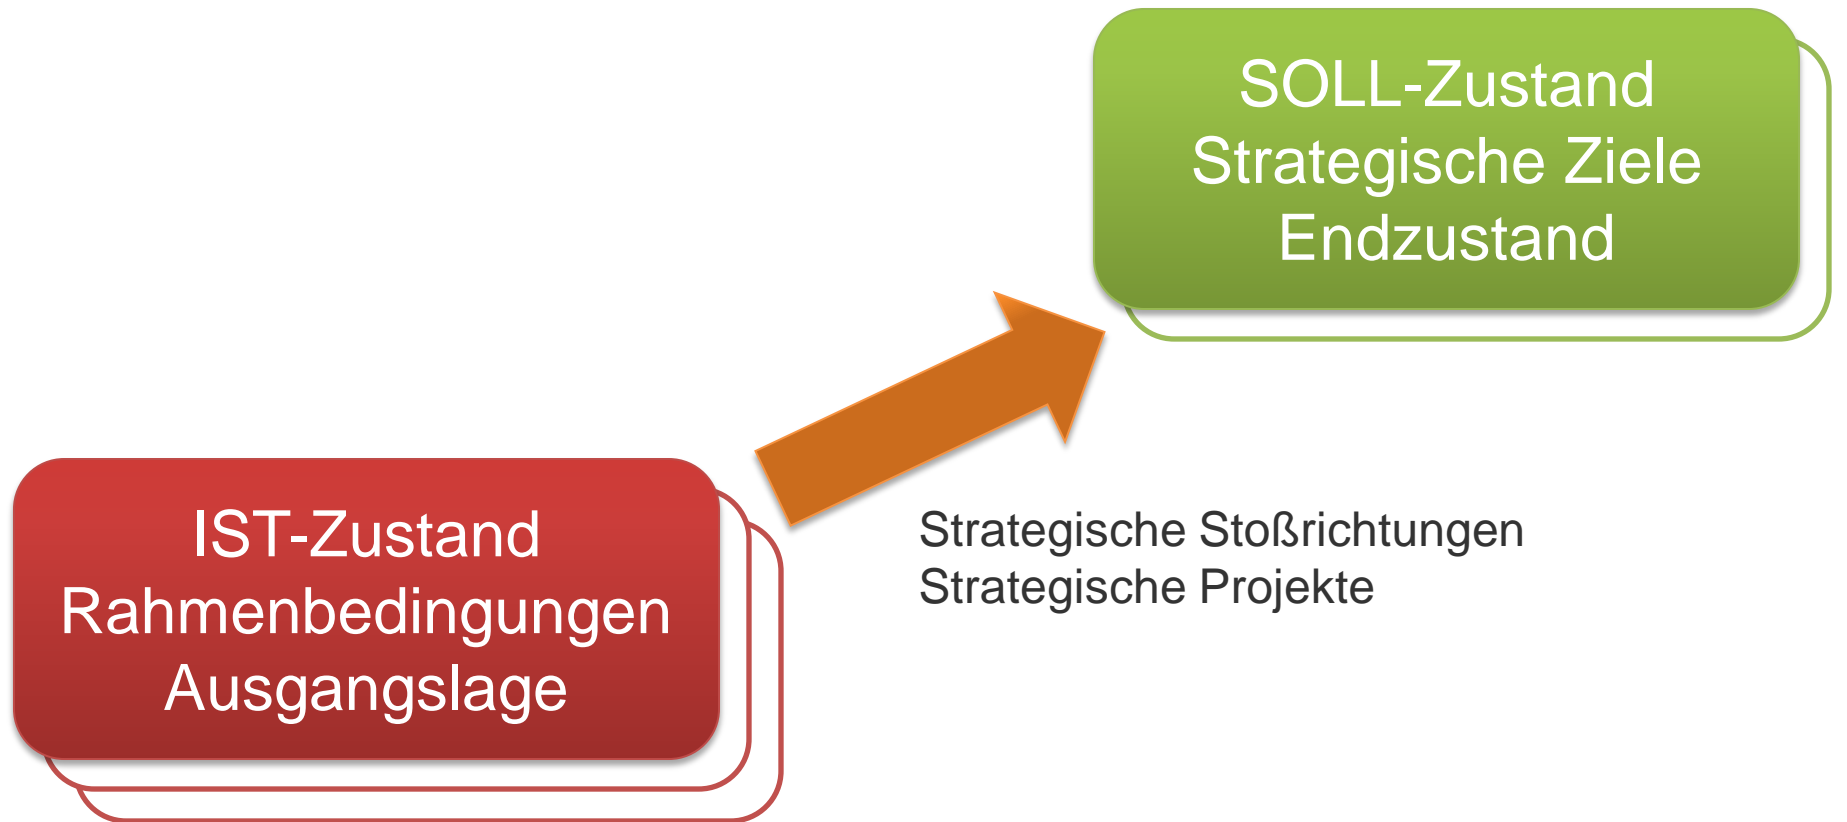 SOLL-Zustand
Strategische Ziele
Endzustand
IST-Zustand
Rahmenbedingungen
Ausgangslage
Strategische Stoßrichtungen
Strategische Projekte